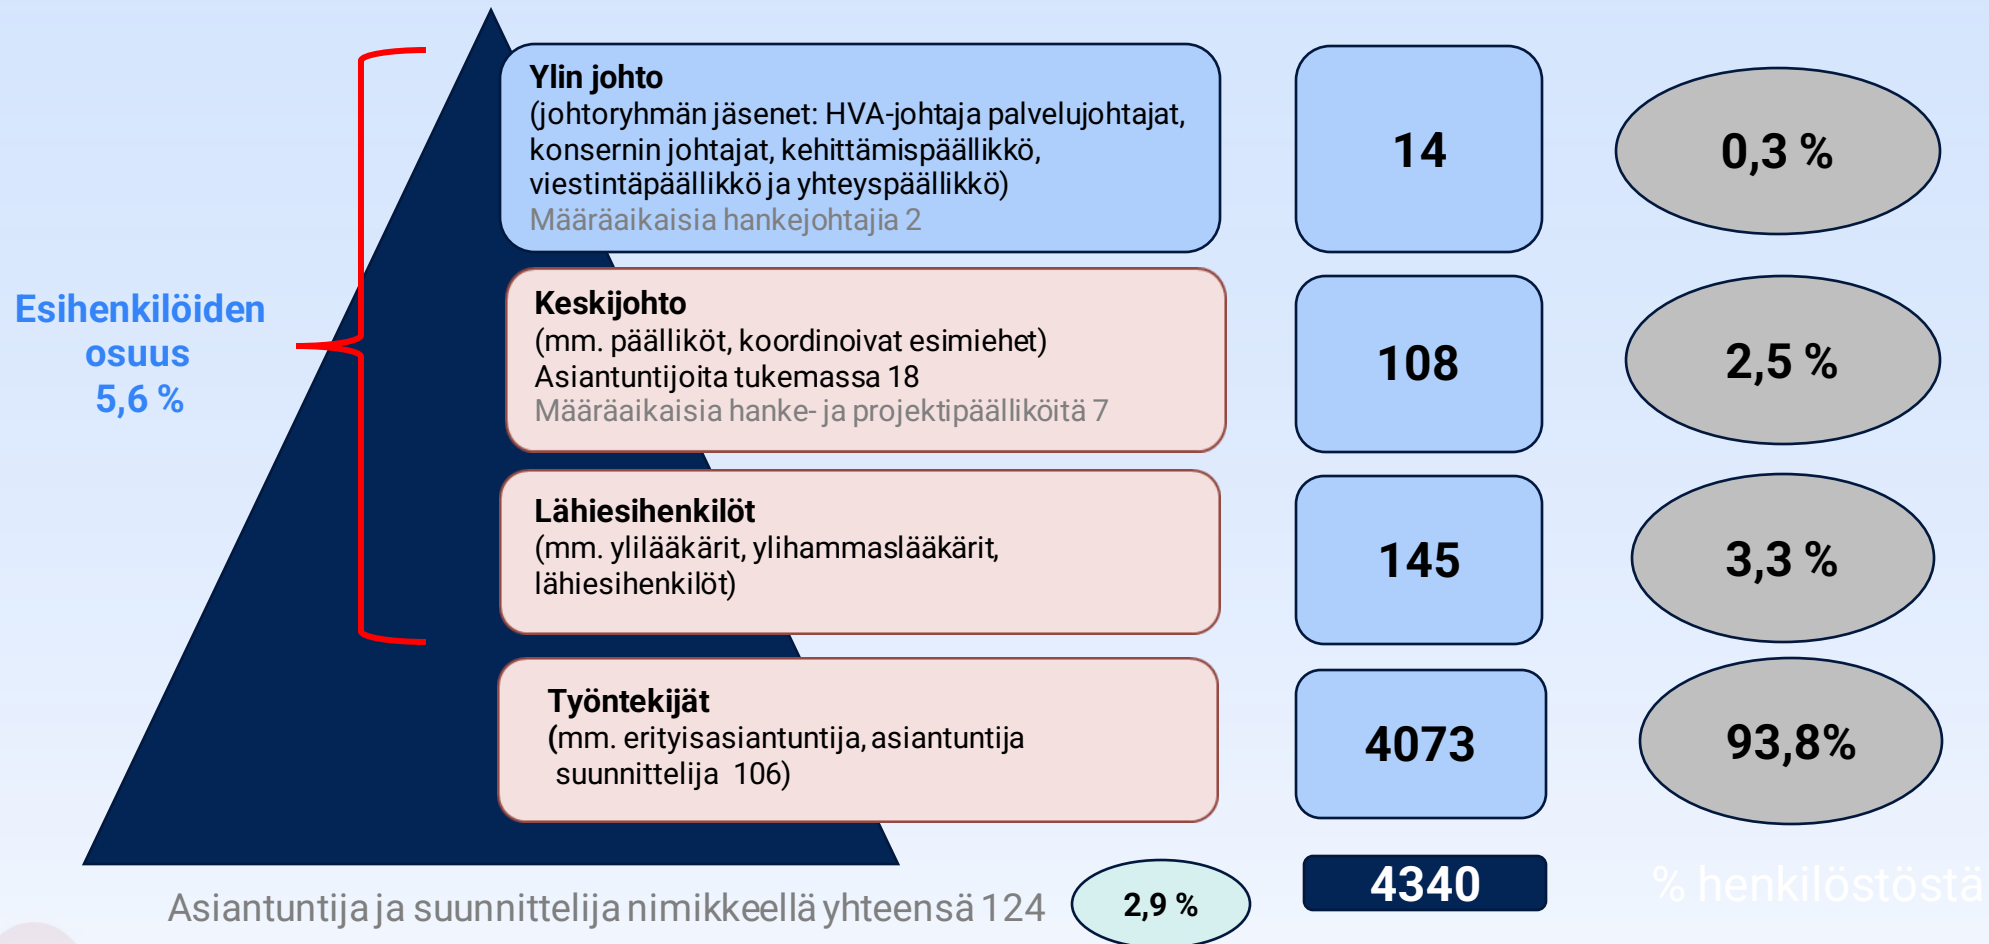 Ylin johto
(johtoryhmän jäsenet: HVA-johtaja palvelujohtajat,
konsernin johtajat, kehittämispäällikkö,
viestintäpäällikkö ja yhteyspäällikkö)
Määräaikaisia hankejohtajia 2
14
0,3 %
Esihenkilöiden
osuus
5,6 %
Keskijohto
(mm. päälliköt, koordinoivat esimiehet)
Asiantuntijoita tukemassa 18
Määräaikaisia hanke- ja projektipäälliköitä 7
108
2,5 %
Lähiesihenkilöt
(mm. ylilääkärit, ylihammaslääkärit,
lähiesihenkilöt)
145
3,3 %
Työntekijät
(mm. erityisasiantuntija, asiantuntija
suunnittelija 106)
4073
93,8%
Asiantuntija ja suunnittelija nimikkeellä yhteensä 124
2,9 %
4340
% henkilöstöstä